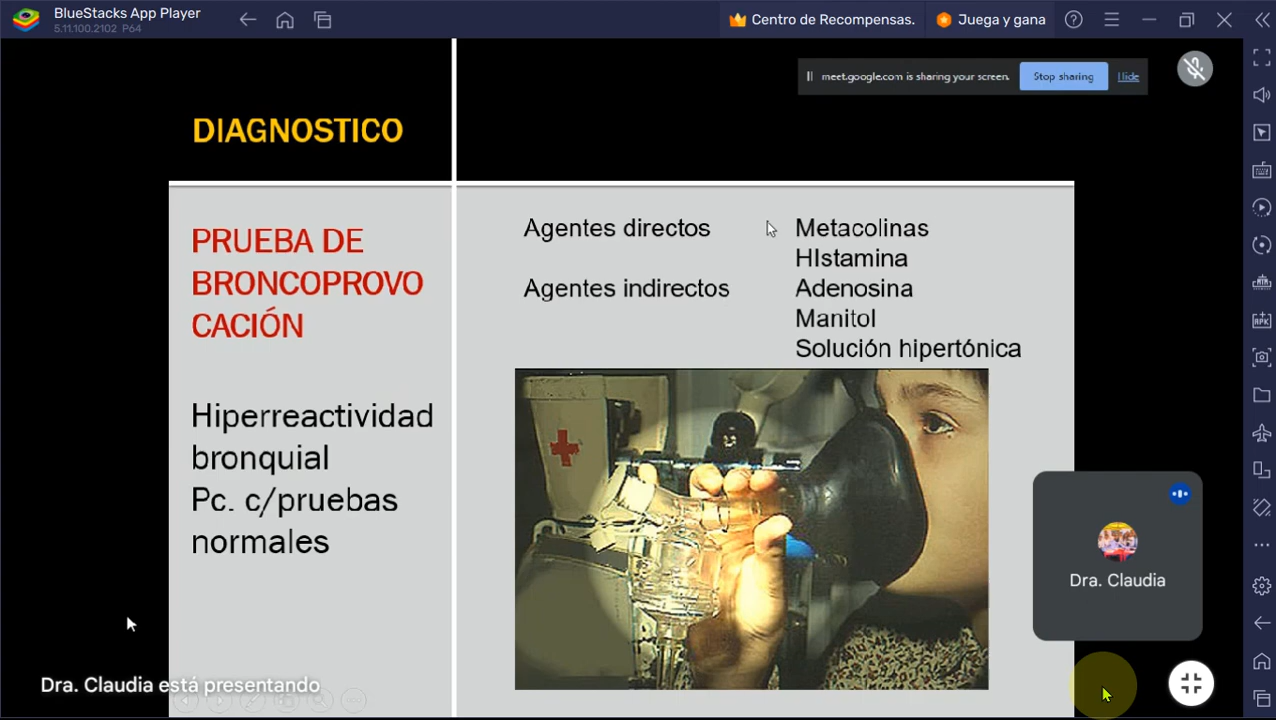 BlueStacks App Player
5.11.100.2102 P64
Centro de Recompensas.
Juega y gana
meet.google.com is sharing your screen.
Stop sharing
Hide
DIAGNOSTICO
PRUEBA DE
BRONCOPROVO
CACIÓN
Hiperreactividad
bronquial
Pc. c/pruebas
normales
Agentes directos
Agentes indirectos
Metacolinas
HIstamina
Adenosina
Manitol
Solución hipertónica
Dra. Claudia
Dra. Claudia está presentando